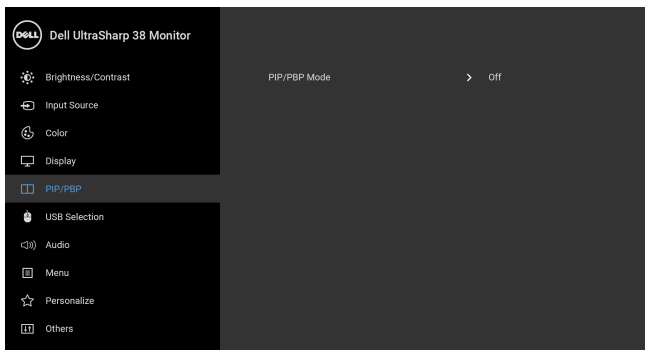 DELL Dell UltraSharp 38 Monitor
Brightness/Contrast
PIP/PBP Mode > Off
Input Source
Color
Display
PIP/PBP
USB Selection
Audio
Menu
Personalize
Others